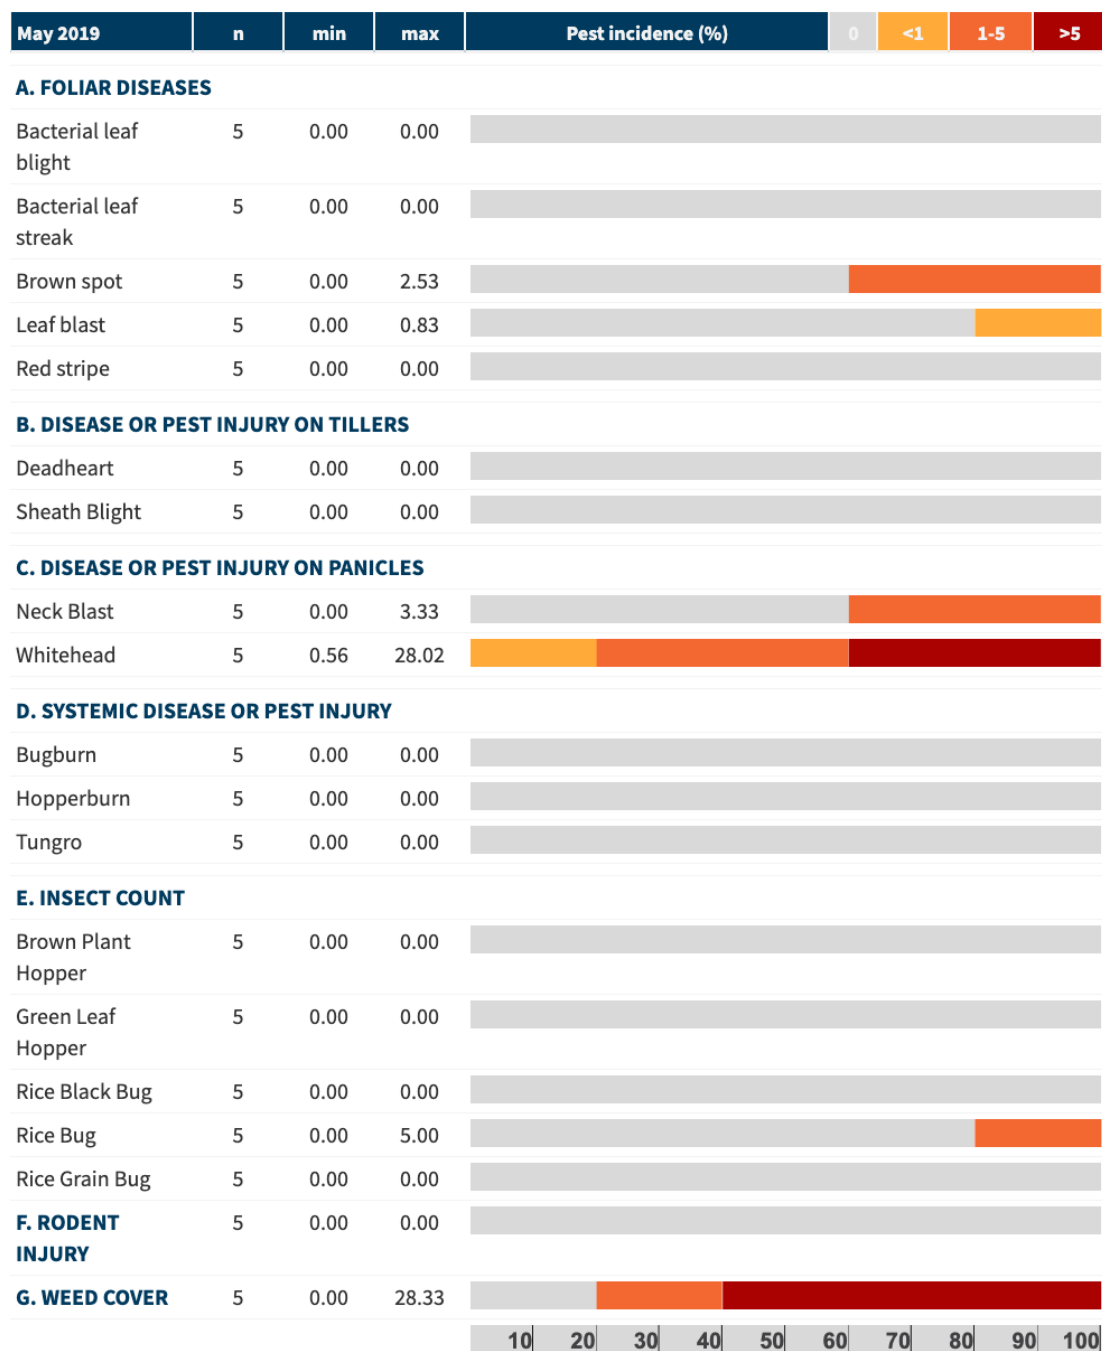 May 2019 n min max Pest incidence (%) 0 <1 1-5 >5
A. FOLIAR DISEASES
Bacterial leaf 5 0.00 0.00
blight
Bacterial leaf 5 0.00 0.00
streak
Brown spot 5 0.00 2.53
Leaf blast 5 0.00 0.83
Red stripe 5 0.00 0.00
B. DISEASE OR PEST INJURY ON TILLERS
Deadheart 5 0.00 0.00
Sheath Blight 5 0.00 0.00
C. DISEASE OR PEST INJURY ON PANICLES
Neck Blast 5 0.00 3.33
Whitehead 5 0.56 28.02
D. SYSTEMIC DISEASE OR PEST INJURY
Bugburn 5 0.00 0.00
Hopperburn 5 0.00 0.00
Tungro 5 0.00 0.00
E. INSECT COUNT
Brown Plant 5 0.00 0.00
Hopper
Green Leaf 5 0.00 0.00
Hopper
Rice Black Bug 5 0.00 0.00
Rice Bug 5 0.00 5.00
Rice Grain Bug 5 0.00 0.00
F. RODENT 5 0.00 0.00
INJURY
G. WEED COVER 5 0.00 28.33
10 20 30 40 50 60 70 80 90 100